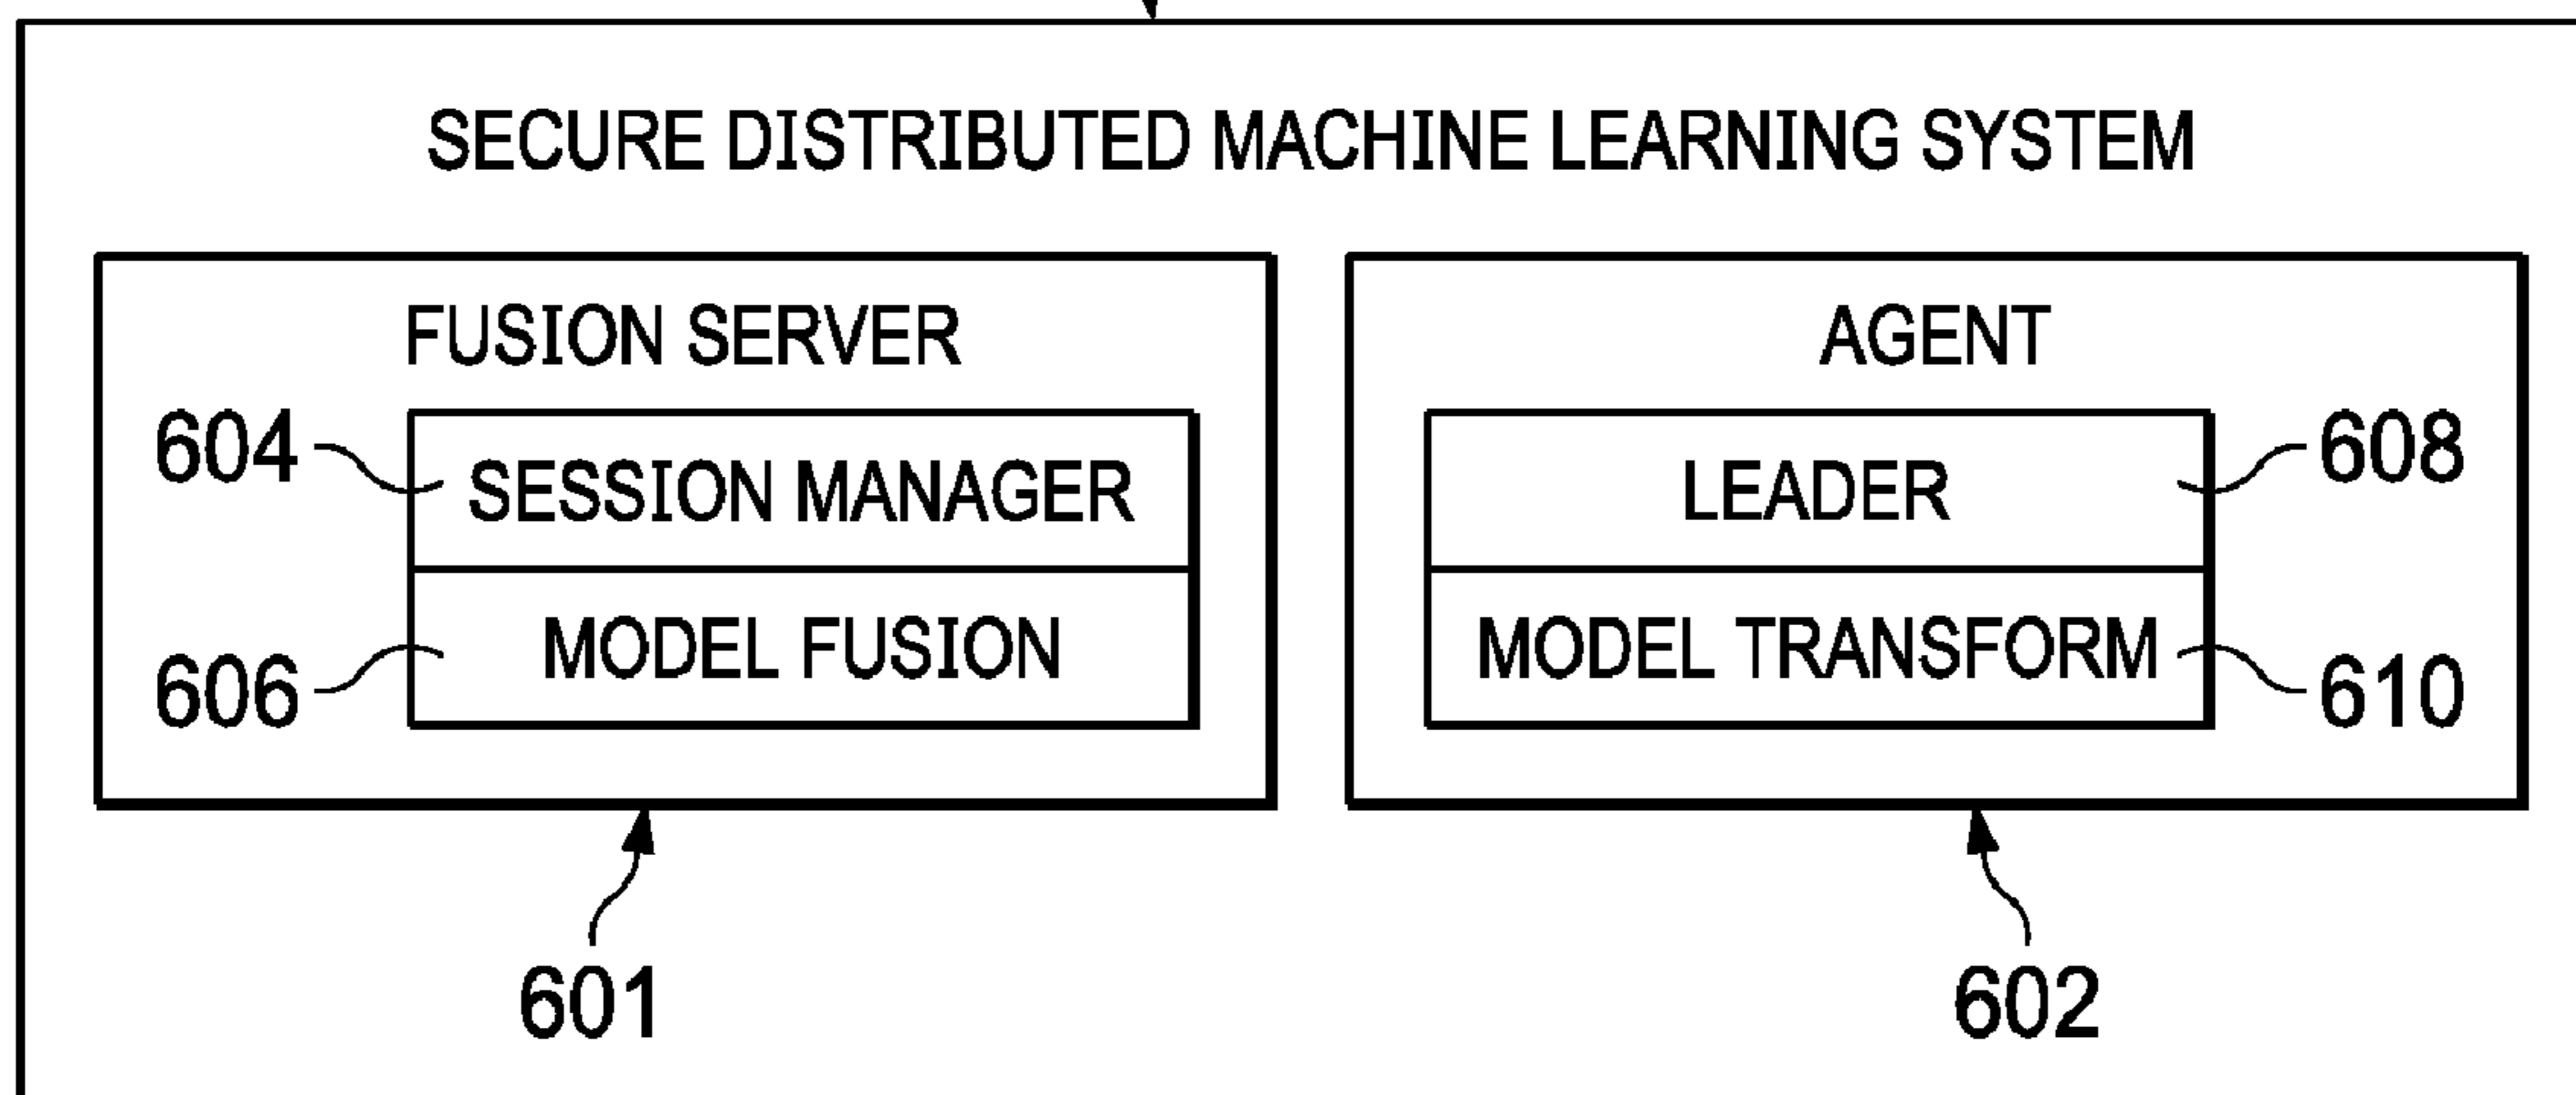 SECURE DISTRIBUTED MACHINE LEARNING SYSTEM
FUSION SERVER
604
SESSION MANAGER
606
MODEL FUSION
601
AGENT
LEADER
608
MODEL TRANSFORM
610
602